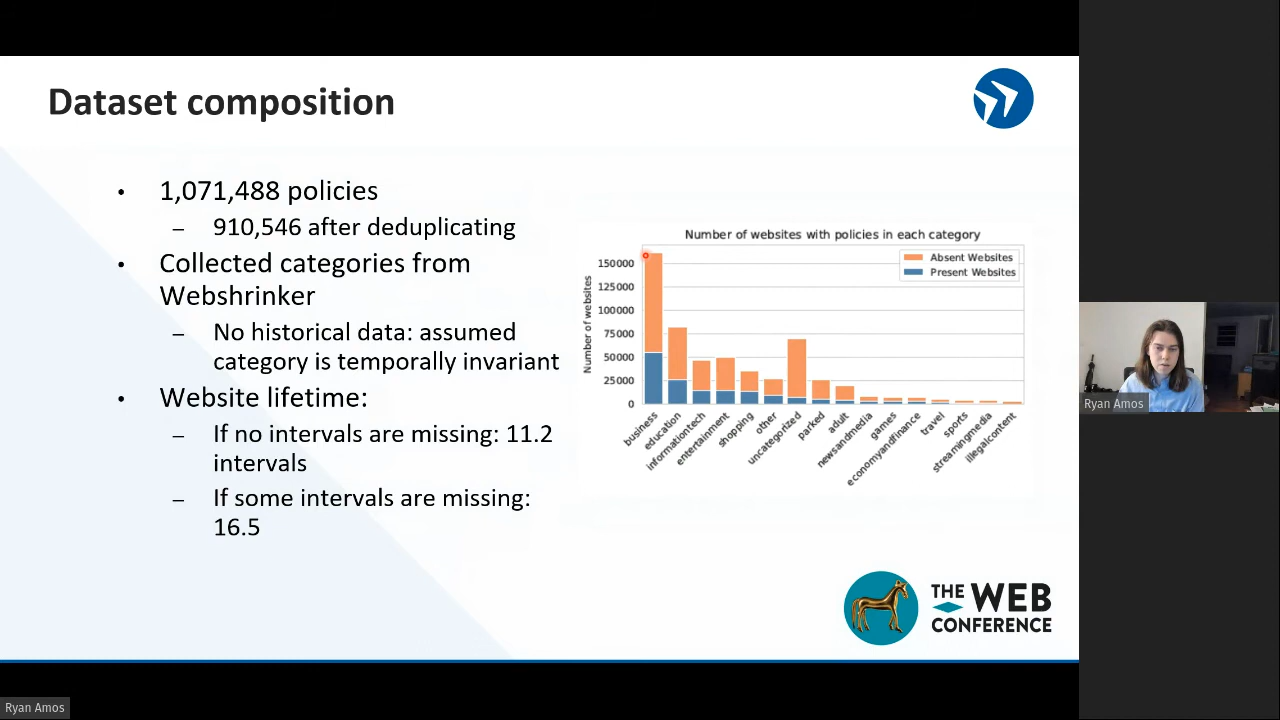 Dataset composition
• 1,071,488 policies
– 910,546 after deduplicating
• Collected categories from
Webshrinker
– No historical data: assumed
category is temporally invariant
• Website lifetime:
– If no intervals are missing: 11.2
intervals
– If some intervals are missing:
16.5
Number of websites with policies in each category
Absent Websites
Present Websites
Number of websites
150000
125000
100000
75000
50000
25000
0
business
education
informationtech
entertainment
shopping
other
uncategorized
parked
adult
newsandmedia
games
economyandfinance
travel
sports
streamingmedia
illegalcontent
THE WEB
CONFERENCE
Ryan Amos
Ryan Amos